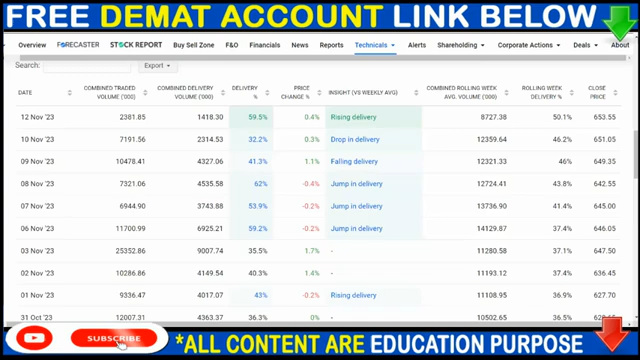 FREE DEMAT ACCOUNT LINK BELOW
Overview FORECASTER STOCK REPORT Buy Sell Zone F&O Financials News Reports Technicals Alerts Shareholding Corporate Actions Deals About
Search: Export
DATE COMBINED TRADED VOLUME ('000) COMBINED DELIVERY VOLUME ('000) DELIVERY % PRICE CHANGE % INSIGHT (VS WEEKLY AVG) COMBINED ROLLING WEEK AVG. VOLUME ('000) ROLLING WEEK DELIVERY % CLOSE PRICE
12 Nov'23 2381.85 1418.30 59.5% 0.4% Rising delivery 8727.38 50.1% 653.55
10 Nov'23 7191.56 2314.53 32.2% 0.3% Drop in delivery 12359.64 46.2% 651.05
09 Nov'23 10478.41 4327.06 41.3% 1.1% Falling delivery 12321.33 46% 649.35
08 Nov'23 7321.06 4535.58 62% -0.4% Jump in delivery 12724.41 43.8% 642.55
07 Nov'23 6944.90 3743.88 53.9% -0.2% Jump in delivery 13736.90 41.4% 645.00
06 Nov'23 11700.99 6925.21 59.2% -0.2% Jump in delivery 14129.87 37.4% 646.05
03 Nov'23 25352.86 9007.74 35.5% 1.7% - 11280.58 37.1% 647.50
02 Nov'23 10286.86 4149.54 40.3% 1.4% - 11193.12 36.4% 636.45
01 Nov'23 9336.47 4017.07 43% -0.2% Rising delivery 11108.95 36.9% 627.70
31 Oct'23 12007.31 4363.37 36.3% 0% - 10502.65 36.5%
SUBSCRIBE
*ALL CONTENT ARE EDUCATION PURPOSE